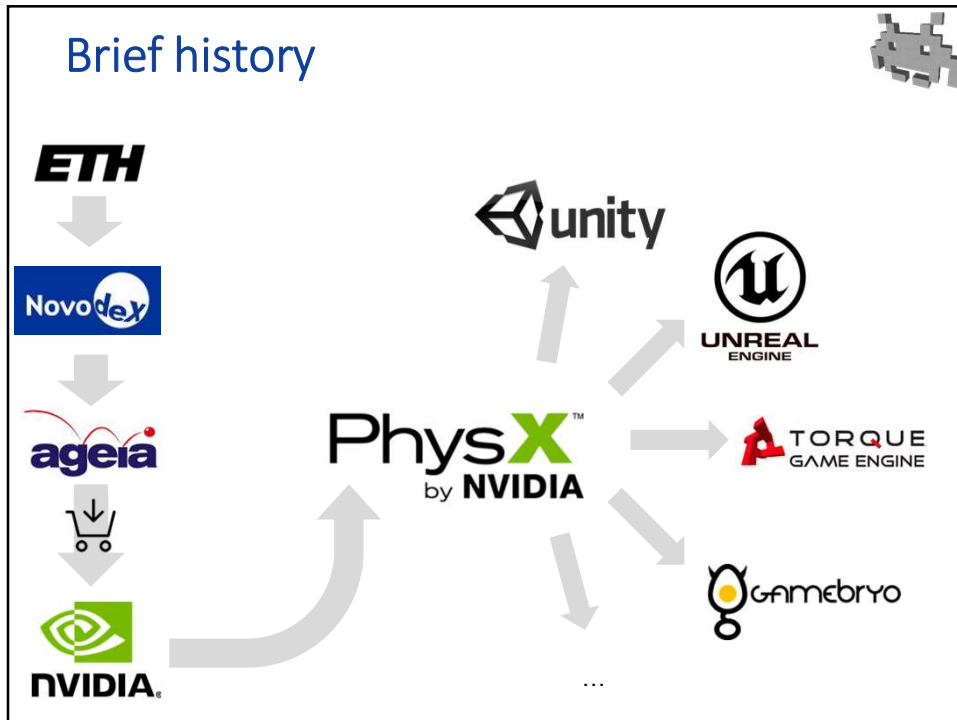 Brief history
ETH
NovodeX
ageia
NVIDIA®
PhysX™
by NVIDIA
unity
UNREAL
ENGINE
TORQUE
GAME ENGINE
GAMEBRYO
...